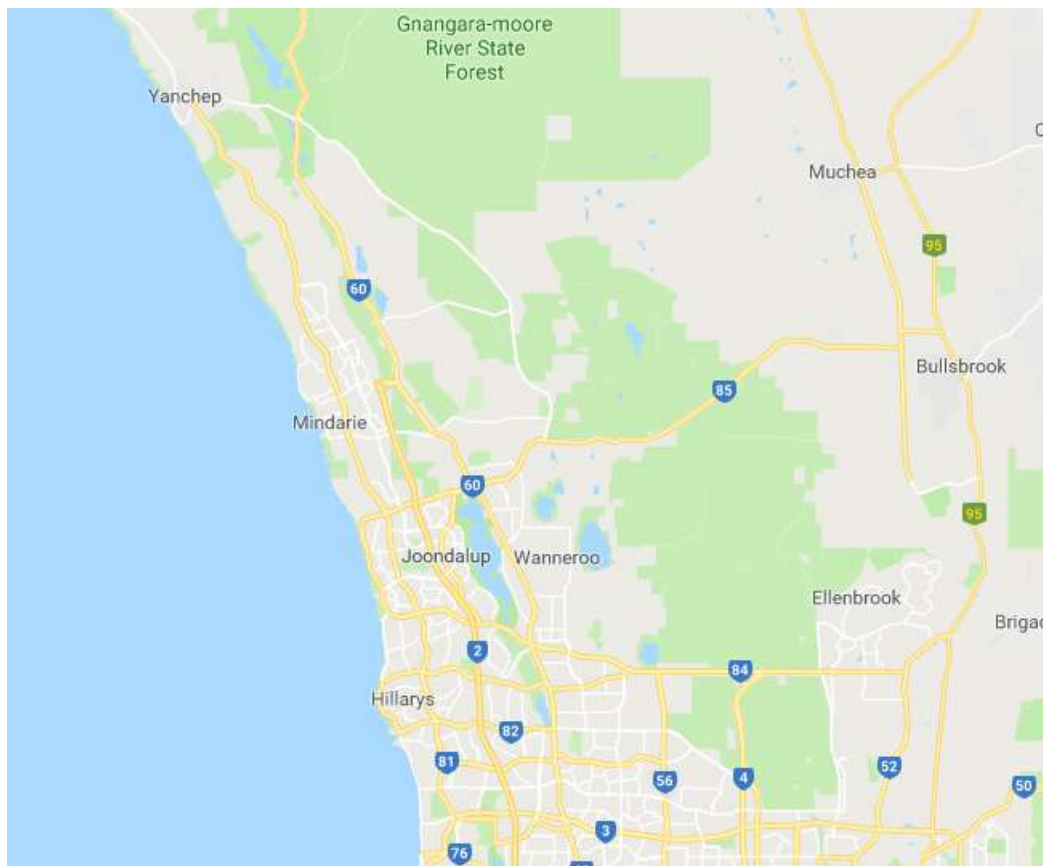 Gnangara-moore
River State
Forest
Yanchep
Muchea
95
60
85
Bullsbrook
Mindarie
60
95
Joondalup
Wanneroo
Ellenbrook
Brigad
2
84
Hillarys
82
81
56
4
52
50
3
76